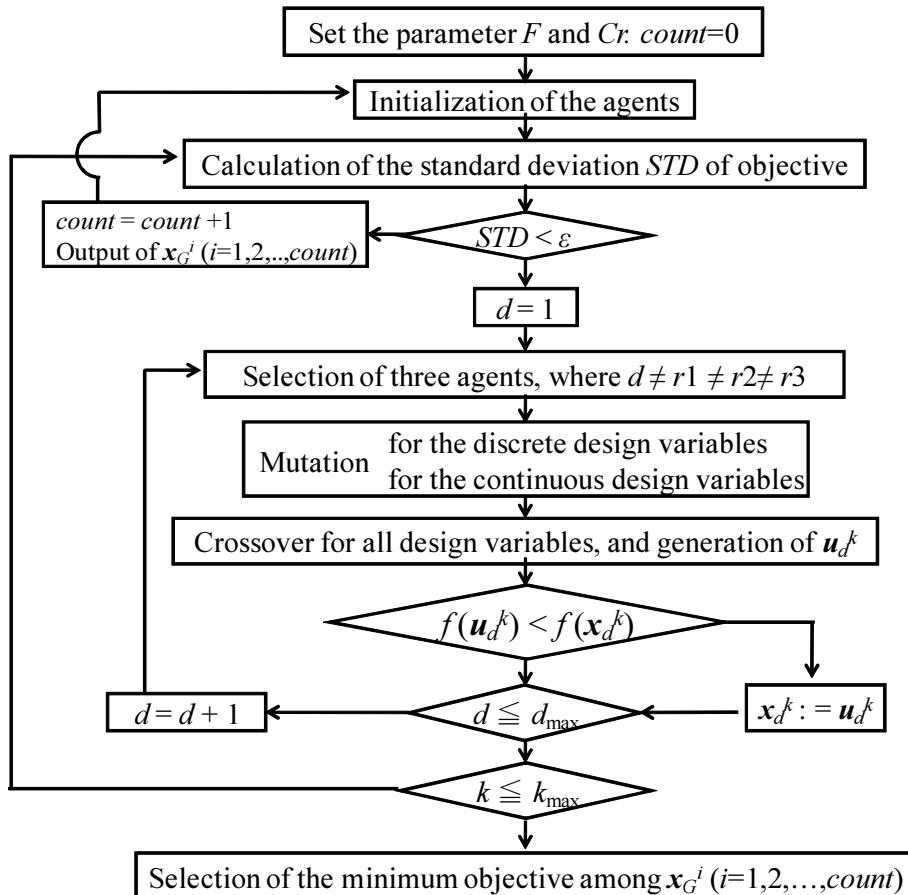 Set the parameter F and Cr. count=0
Initialization of the agents
Calculation of the standard deviation STD of objective
count = count +1
Output of x_G^i (i=1,2,..,count)
STD < ε
d = 1
Selection of three agents, where d ≠ r1 ≠ r2≠ r3
Mutation
for the discrete design variables
for the continuous design variables
Crossover for all design variables, and generation of u_d^k
f(u_d^k) < f(x_d^k)
d = d + 1
d ≦ d_max
x_d^k : = u_d^k
k ≦ k_max
Selection of the minimum objective among x_G^i (i=1,2,…,count)